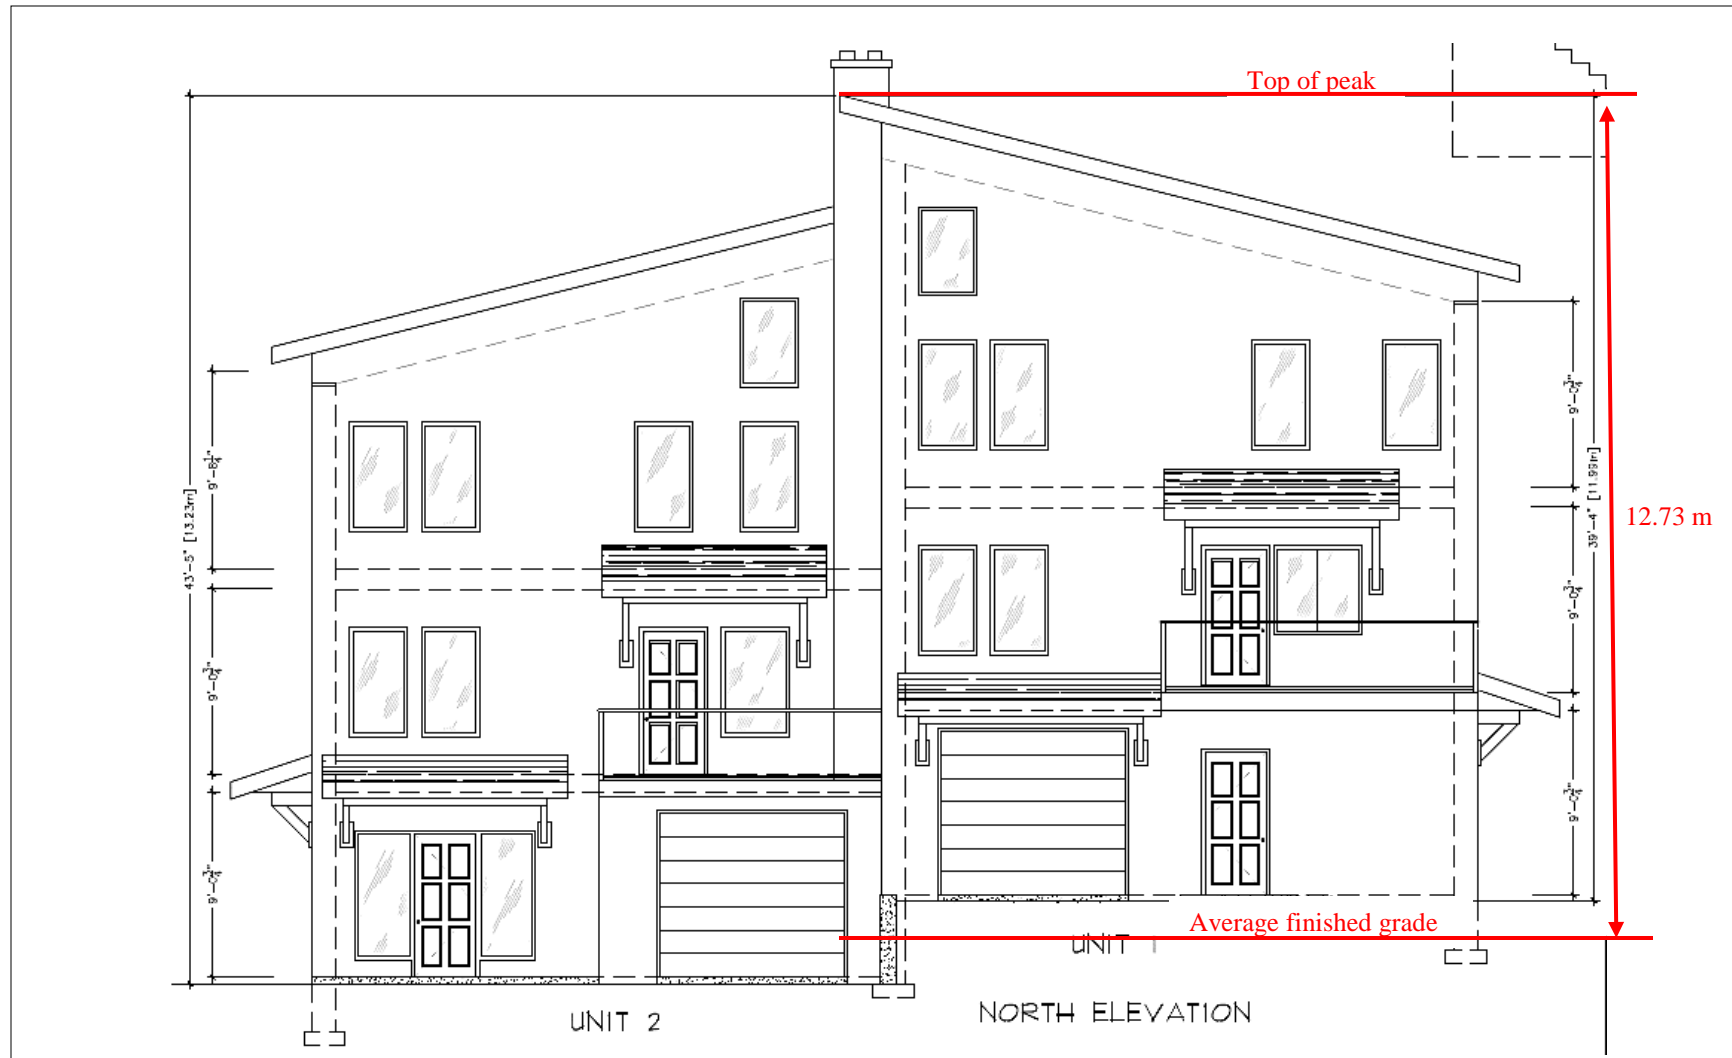 Top of peak
9'-0¾"
9'-8¼"
43'-5" [13.23m]
39'-4" [11.99m]
12.73 m
9'-0¾"
9'-0¾"
9'-0¾"
9'-0¾"
Average finished grade
UNIT 1
NORTH ELEVATION
UNIT 2